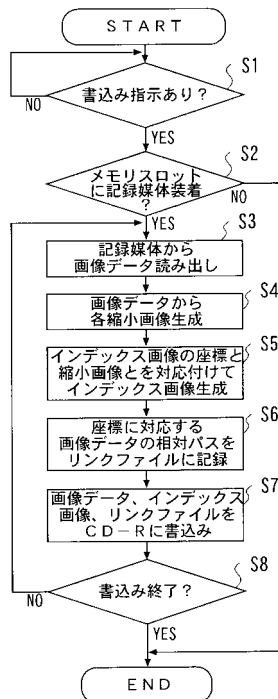 START
S1
書込み指示あり?
NO
YES
S2
メモリスロット
に記録媒体装着
?
NO
YES
S3
記録媒体から
画像データ読み出し
S4
画像データから
各縮小画像生成
S5
インデックス画像の座標と
縮小画像とを対応付けて
インデックス画像生成
S6
座標に対応する
画像データの相対パスを
リンクファイルに記録
S7
画像データ、インデックス
画像、リンクファイルを
CD-Rに書込み
S8
書込み終了?
NO
YES
END